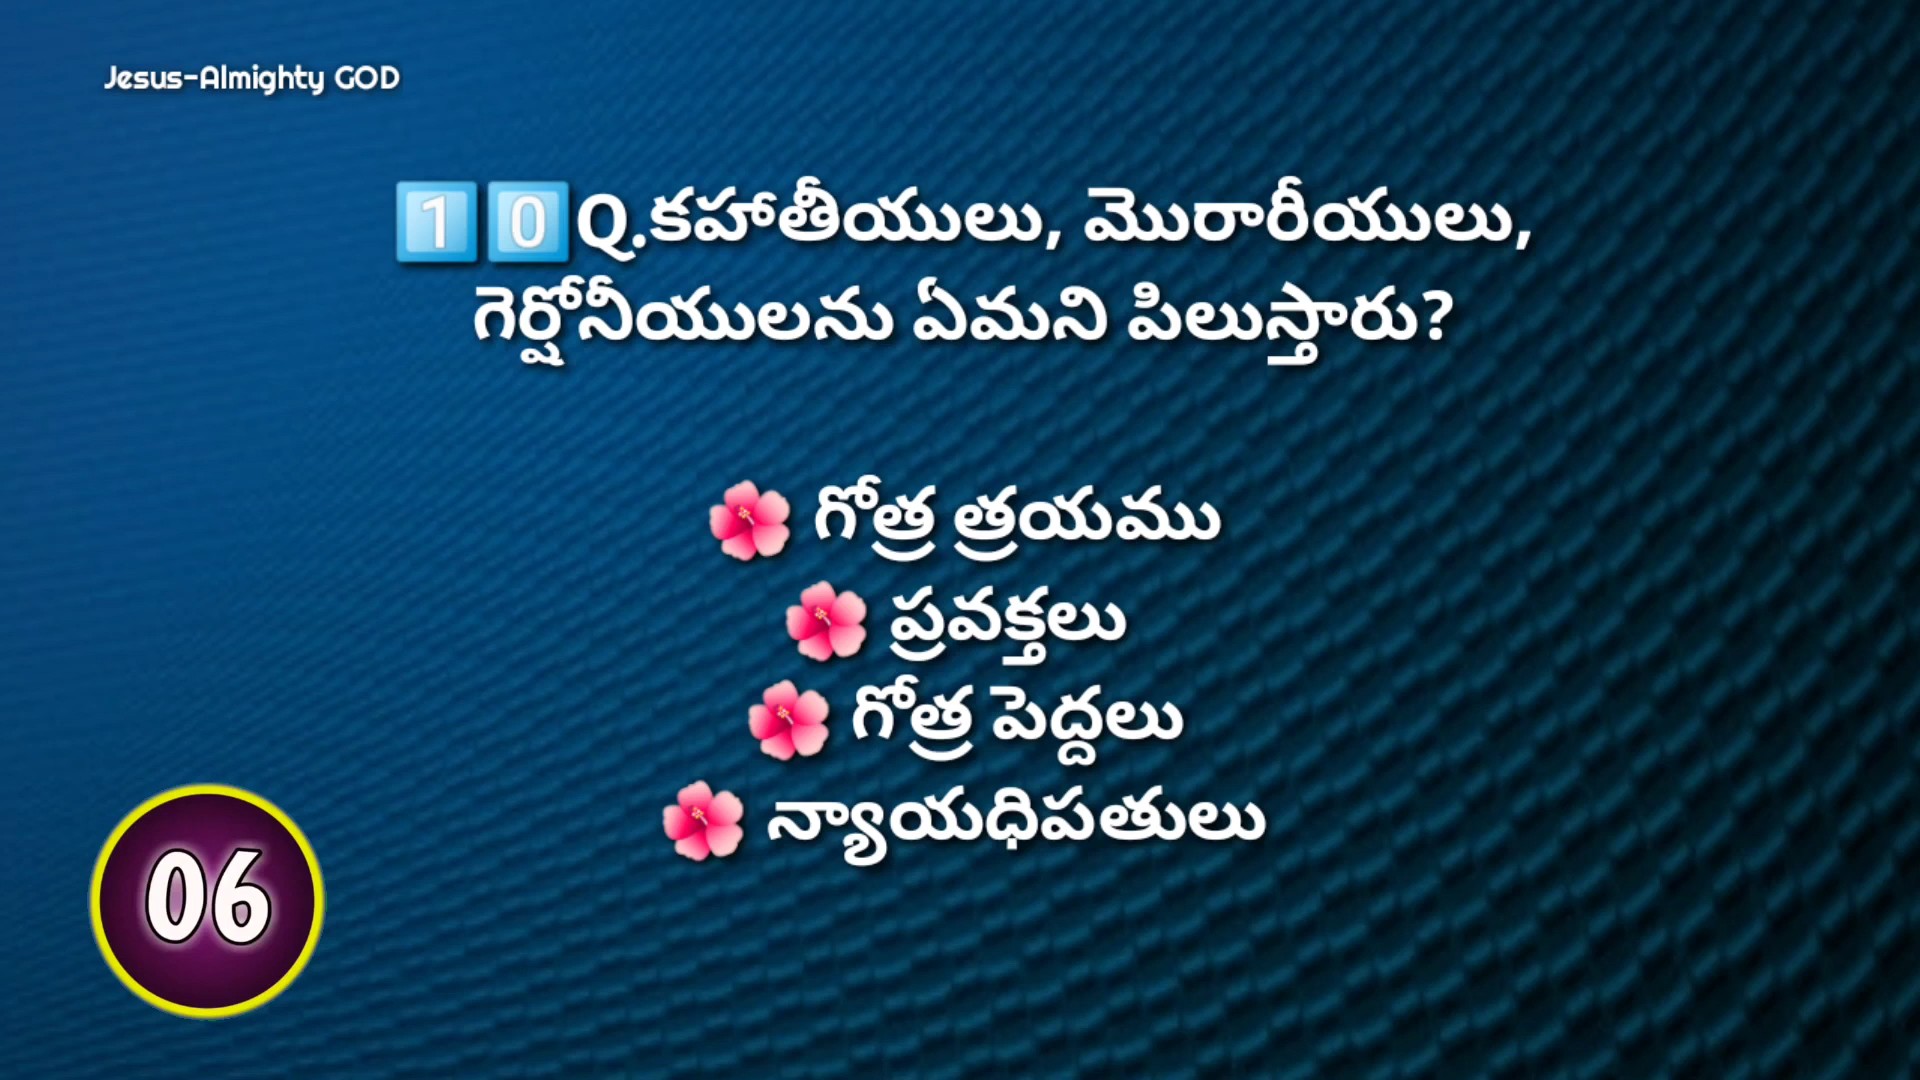 Jesus-Almighty GOD
1️⃣0️⃣Q.కహాతీయులు, మొరారీయులు,
గెర్షోనీయులను ఏమని పిలుస్తారు?
🌺 గోత్ర త్రయము
🌺 ప్రవక్తలు
🌺 గోత్ర పెద్దలు
🌺 న్యాయధిపతులు
06